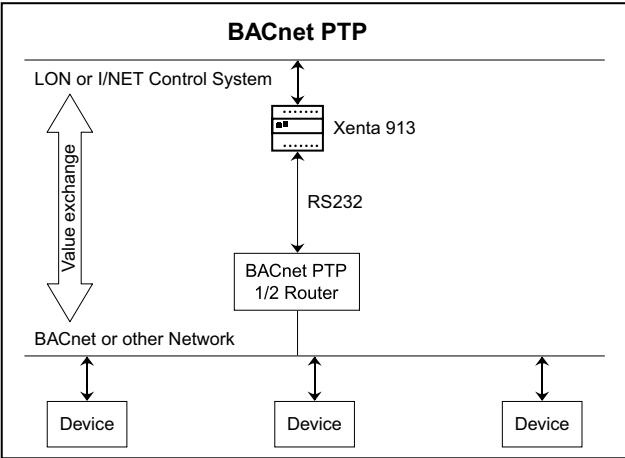 BACnet PTP
LON or I/NET Control System
Xenta 913
Value exchange
RS232
BACnet PTP
1/2 Router
BACnet or other Network
Device
Device
Device